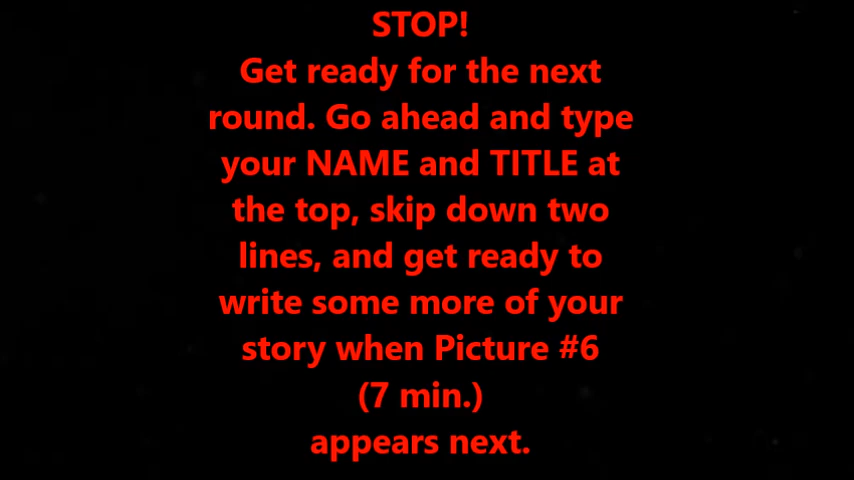 STOP!
Get ready for the next
round. Go ahead and type
your NAME and TITLE at
the top, skip down two
lines, and get ready to
write some more of your
story when Picture #6
(7 min.)
appears next.